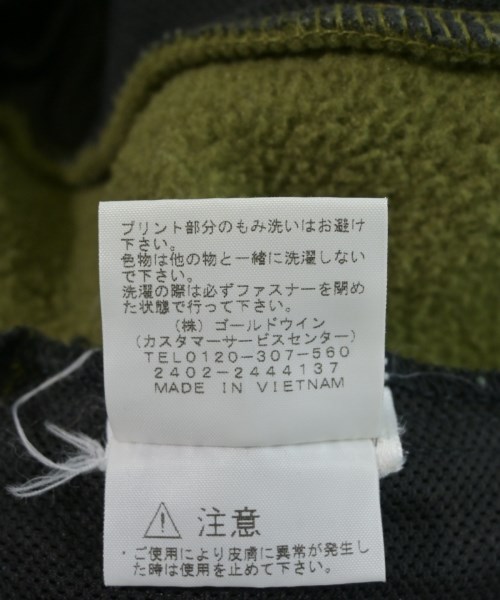 プリント部分のもみ洗いはお避け
下さい。
色物は他の物と一緒に洗濯しない
で下さい。
洗濯の際は必ずファスナーを閉め
た状態で行って下さい。
(株)ゴールドウイン
(カスタマーサービスセンター)
TEL0120-307-560
2402-2444137
MADE IN VIETNAM
注意
・ご使用により皮膚に異常が発生し
た時は使用を止めて下さい。